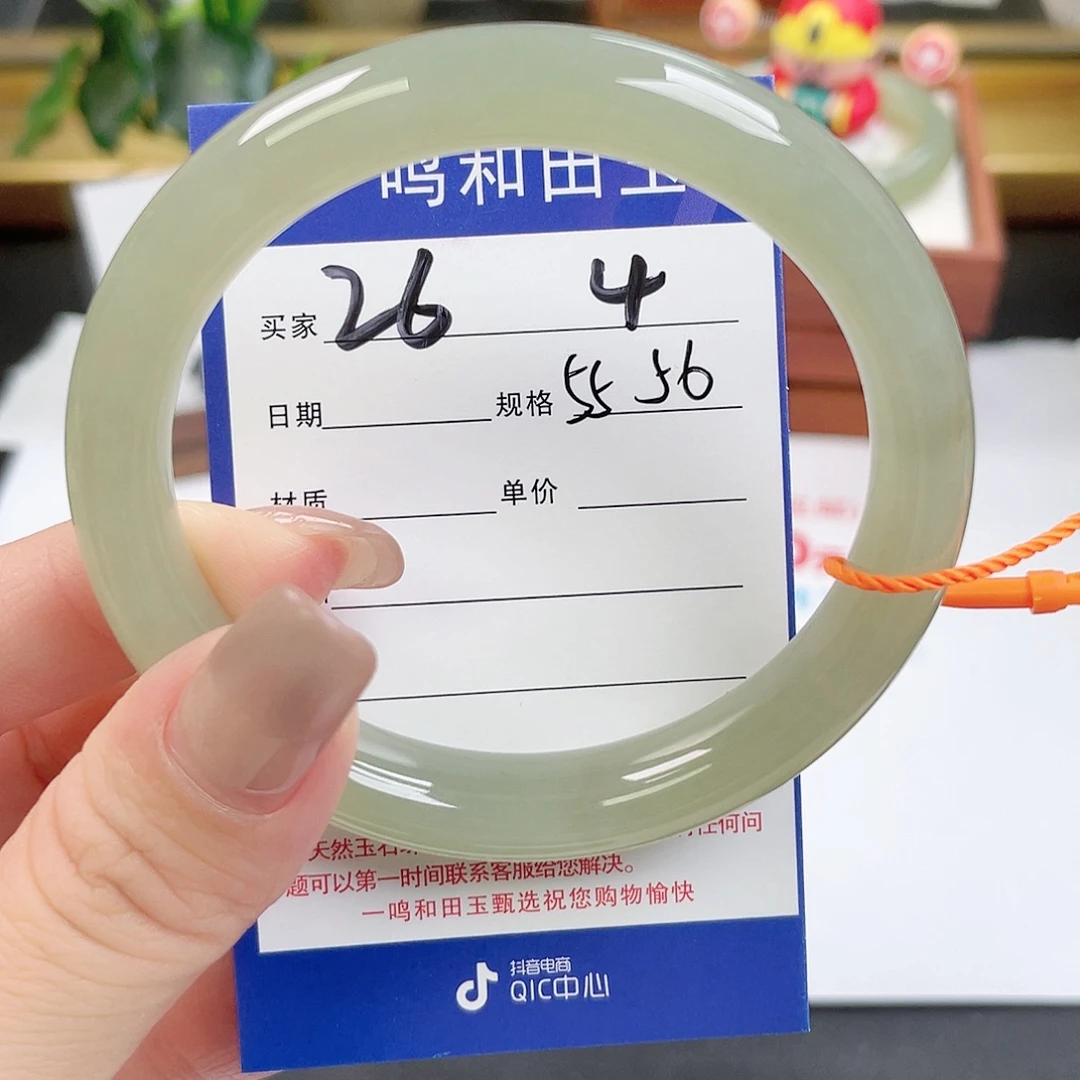 鸣和田玉
买家 26 4
日期 规格 55 56
材质 单价
天然玉石
任何问
题可以第一时间联系客服给您解决。
一鸣和田玉甄选祝您购物愉快
抖音电商
QIC中心